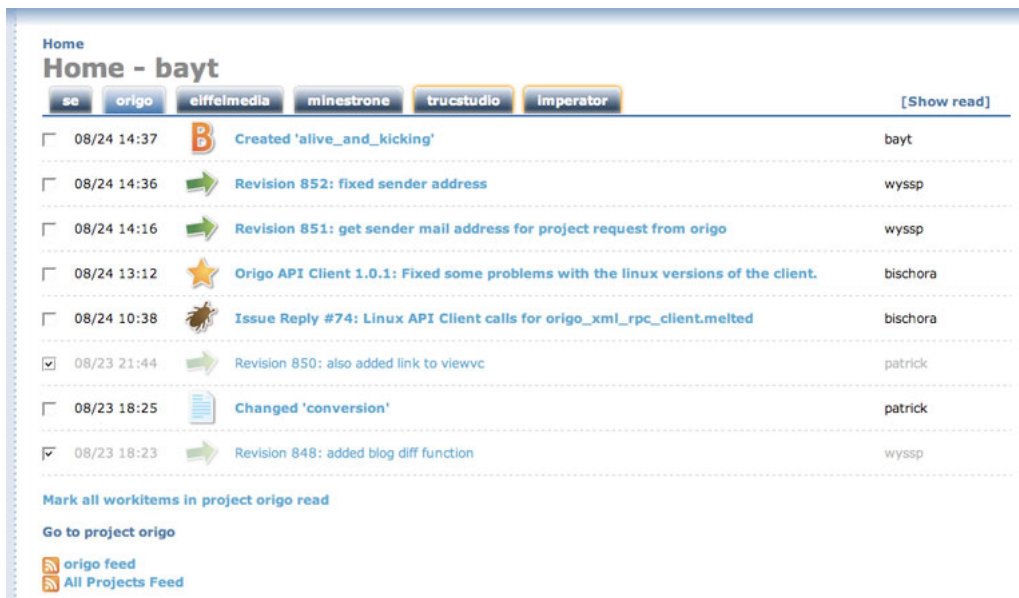 Home
Home - bayt
se origo eiffelmedia minestrone trucstudio imperator [Show read]
08/24 14:37 B Created 'alive_and_kicking' bayt
08/24 14:36 Revision 852: fixed sender address wyssp
08/24 14:16 Revision 851: get sender mail address for project request from origo wyssp
08/24 13:12 Origo API Client 1.0.1: Fixed some problems with the linux versions of the client. bischora
08/24 10:38 Issue Reply #74: Linux API Client calls for origo_xml_rpc_client.melted bischora
08/23 21:44 Revision 850: also added link to viewvc patrick
08/23 18:25 Changed 'conversion' patrick
08/23 18:23 Revision 848: added blog diff function wyssp
Mark all workitems in project origo read
Go to project origo
origo feed
All Projects Feed